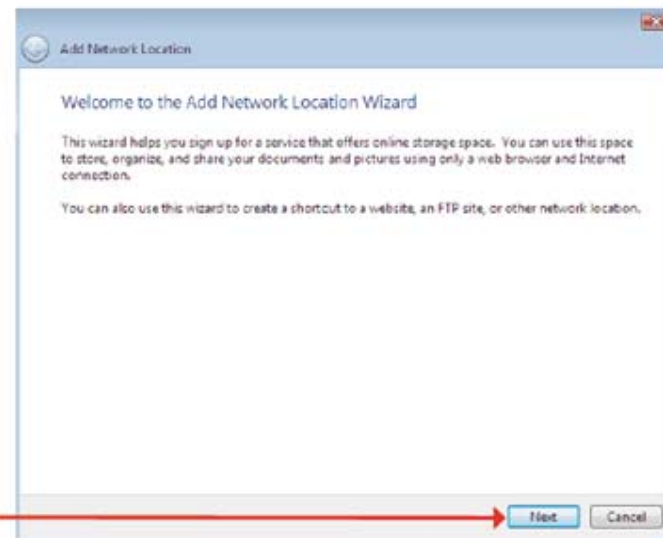 Add Network Location
Welcome to the Add Network Location Wizard
This wizard helps you sign up for a service that offers online storage space. You can use this space
to store, organize, and share your documents and pictures using only a web browser and Internet
connection.
You can also use this wizard to create a shortcut to a website, an FTP site, or other network location.
Next
Cancel